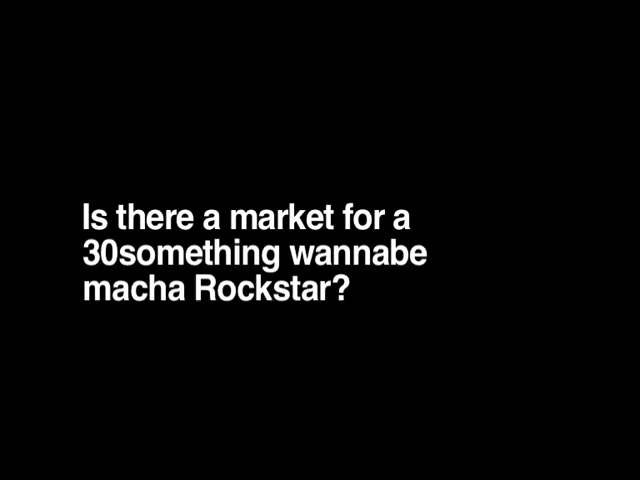 Is there a market for a
30something wannabe
macha Rockstar?